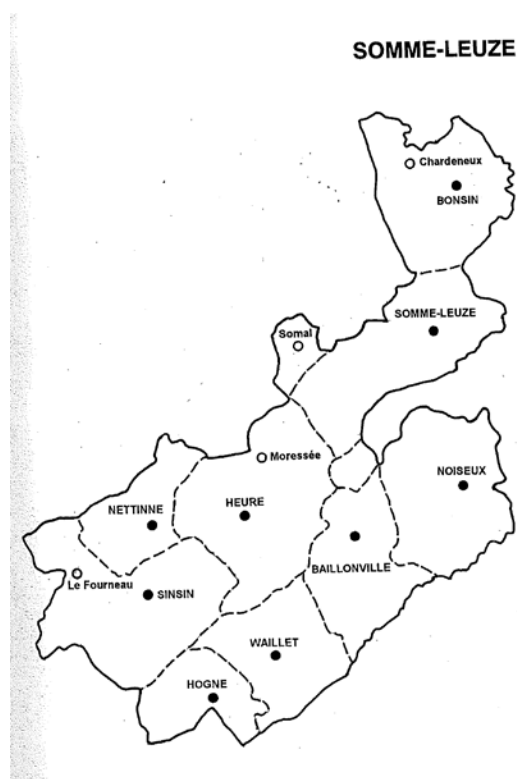 SOMME-LEUZE
Chardeneux
BONSIN
SOMME-LEUZE
Somal
Moressée
NOISEUX
NETTINNE
HEURE
BAILLONVILLE
Le Fourneau
SINSIN
WAILLET
HOGNE